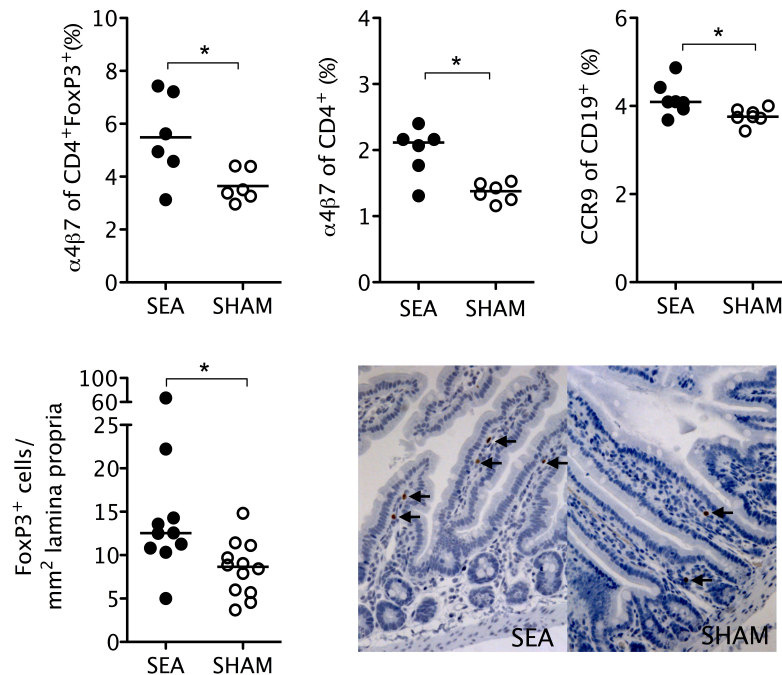 α4β7 of CD4⁺FoxP3⁺(%)
10
8
6
4
2
0
*
SEA SHAM
α4β7 of CD4⁺ (%)
4
3
2
1
0
*
SEA SHAM
CCR9 of CD19⁺ (%)
6
4
2
0
*
SEA SHAM
FoxP3⁺ cells/
mm² lamina propria
100
60
25
20
15
10
5
0
*
SEA SHAM
SEA
SHAM